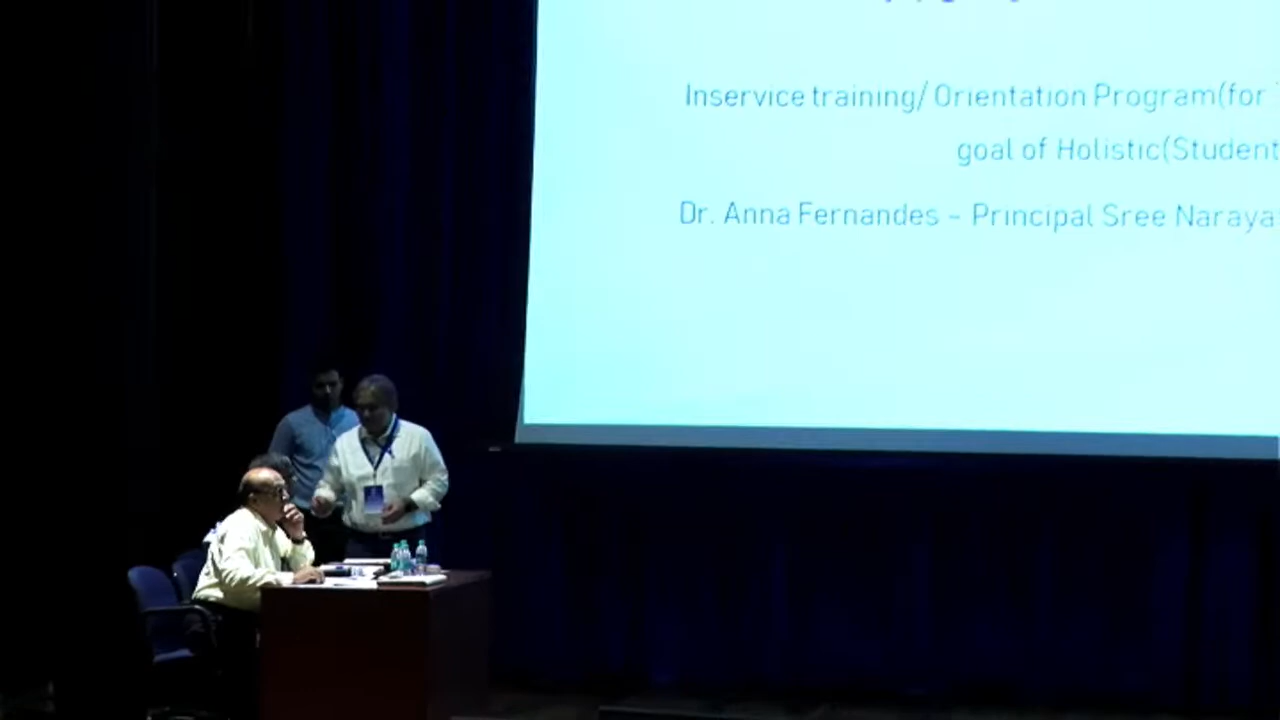 Inservice training/ Orientation Program(for
goal of Holistic(Student
Dr. Anna Fernandes - Principal Sree Naraya